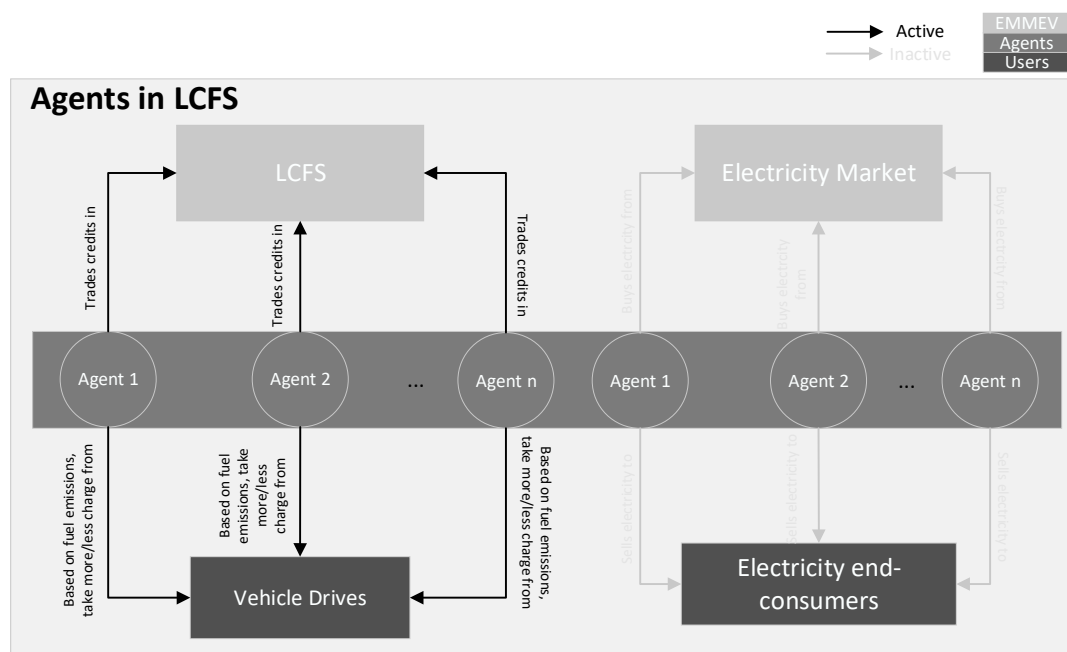 Active
Inactive
EMMEV
Agents
Users
Agents in LCFS
LCFS
Electricity Market
Trades credits in
Trades credits in
Trades credits in
Buys electrcity from
Buys electrcity
from
Buys electrcity from
Agent 1
Agent 2
...
Agent n
Agent 1
Agent 2
...
Agent n
Based on fuel emissions,
take more/less charge from
Based on fuel
emissions, take
more/less
charge from
Based on fuel emissions,
take more/less charge from
Sells electricity to
Sells electricity to
Sells electricity to
Vehicle Drives
Electricity end-
consumers